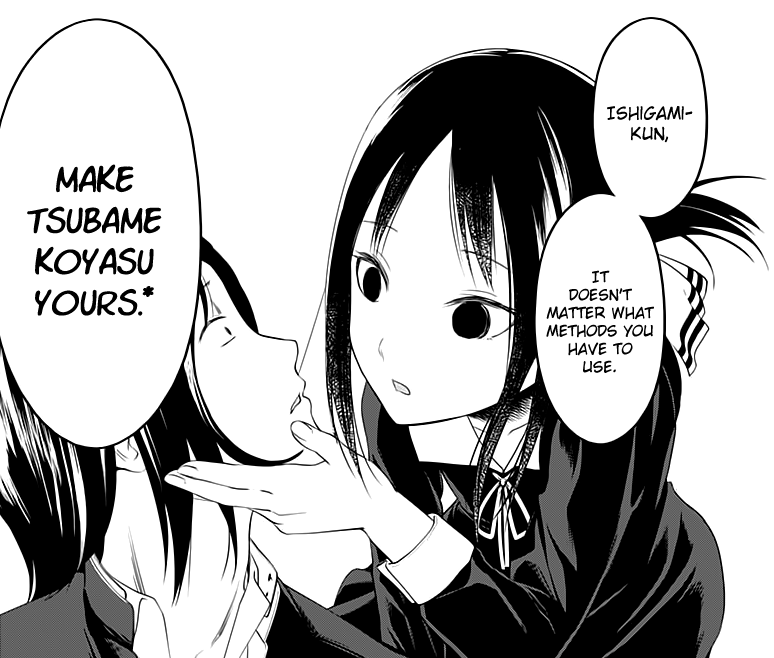 ISHIGAMI-
KUN,
IT
DOESN'T
MATTER WHAT
METHODS YOU
HAVE TO
USE.
MAKE
TSUBAME
KOYASU
YOURS.*